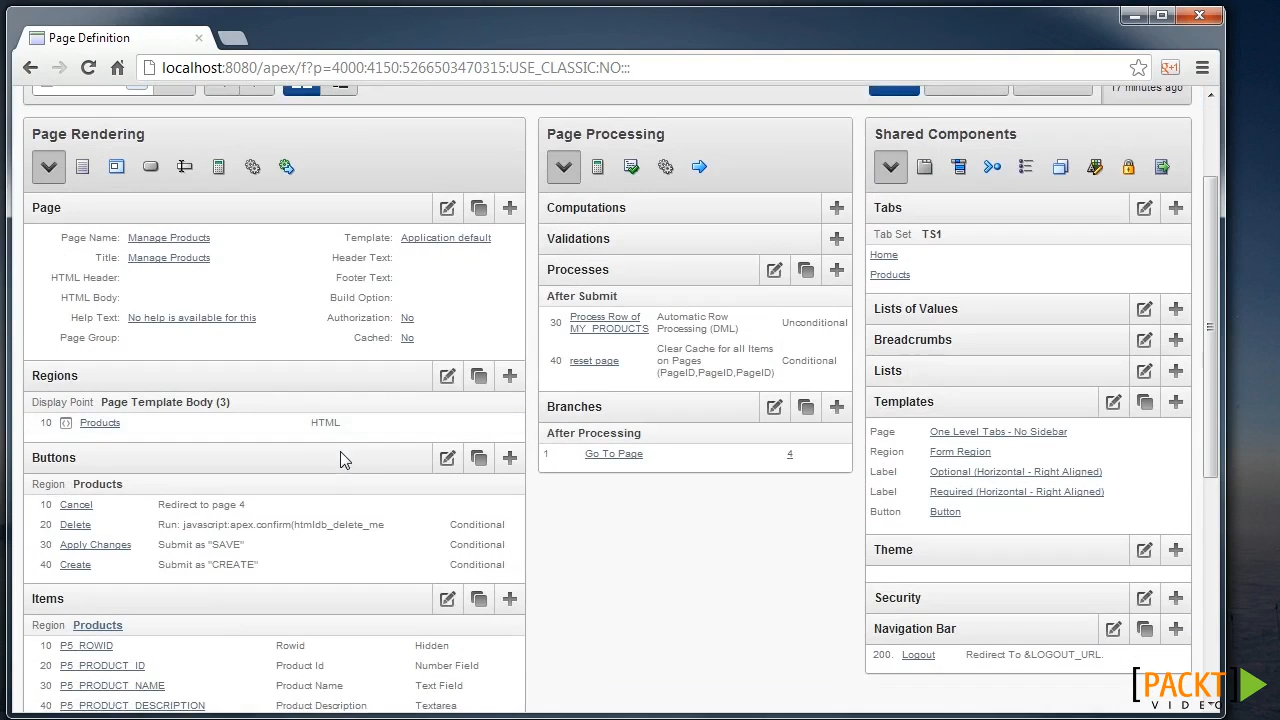 Page Definition
localhost:8080/apex/f?p=4000:4150:5266503470315:USE_CLASSIC:NO:::
17 minutes ago
Page Rendering
Page
Page Name: Manage Products Template: Application default
Title: Manage Products Header Text:
HTML Header: Footer Text:
HTML Body: Build Option:
Help Text: No help is available for this Authorization: No
Page Group: Cached: No
Regions
Display Point Page Template Body (3)
10 Products HTML
Buttons
Region Products
10 Cancel Redirect to page 4
20 Delete Run: javascript:apex.confirm(htmldb_delete_me Conditional
30 Apply Changes Submit as "SAVE" Conditional
40 Create Submit as "CREATE" Conditional
Items
Region Products
10 P5_ROWID Rowid Hidden
20 P5_PRODUCT_ID Product Id Number Field
30 P5_PRODUCT_NAME Product Name Text Field
40 P5_PRODUCT_DESCRIPTION Product Description Textarea
Page Processing
Computations
Validations
Processes
After Submit
30 Process Row of MY_PRODUCTS Automatic Row Processing (DML) Unconditional
40 reset page Clear Cache for all Items on Pages (PageID,PageID,PageID) Conditional
Branches
After Processing
1 Go To Page 4
Shared Components
Tabs
Tab Set TS1
Home
Products
Lists of Values
Breadcrumbs
Lists
Templates
Page One Level Tabs - No Sidebar
Region Form Region
Label Optional (Horizontal - Right Aligned)
Label Required (Horizontal - Right Aligned)
Button Button
Theme
Security
Navigation Bar
200. Logout Redirect To &LOGOUT_URL.
[PACKT]
VIDEO